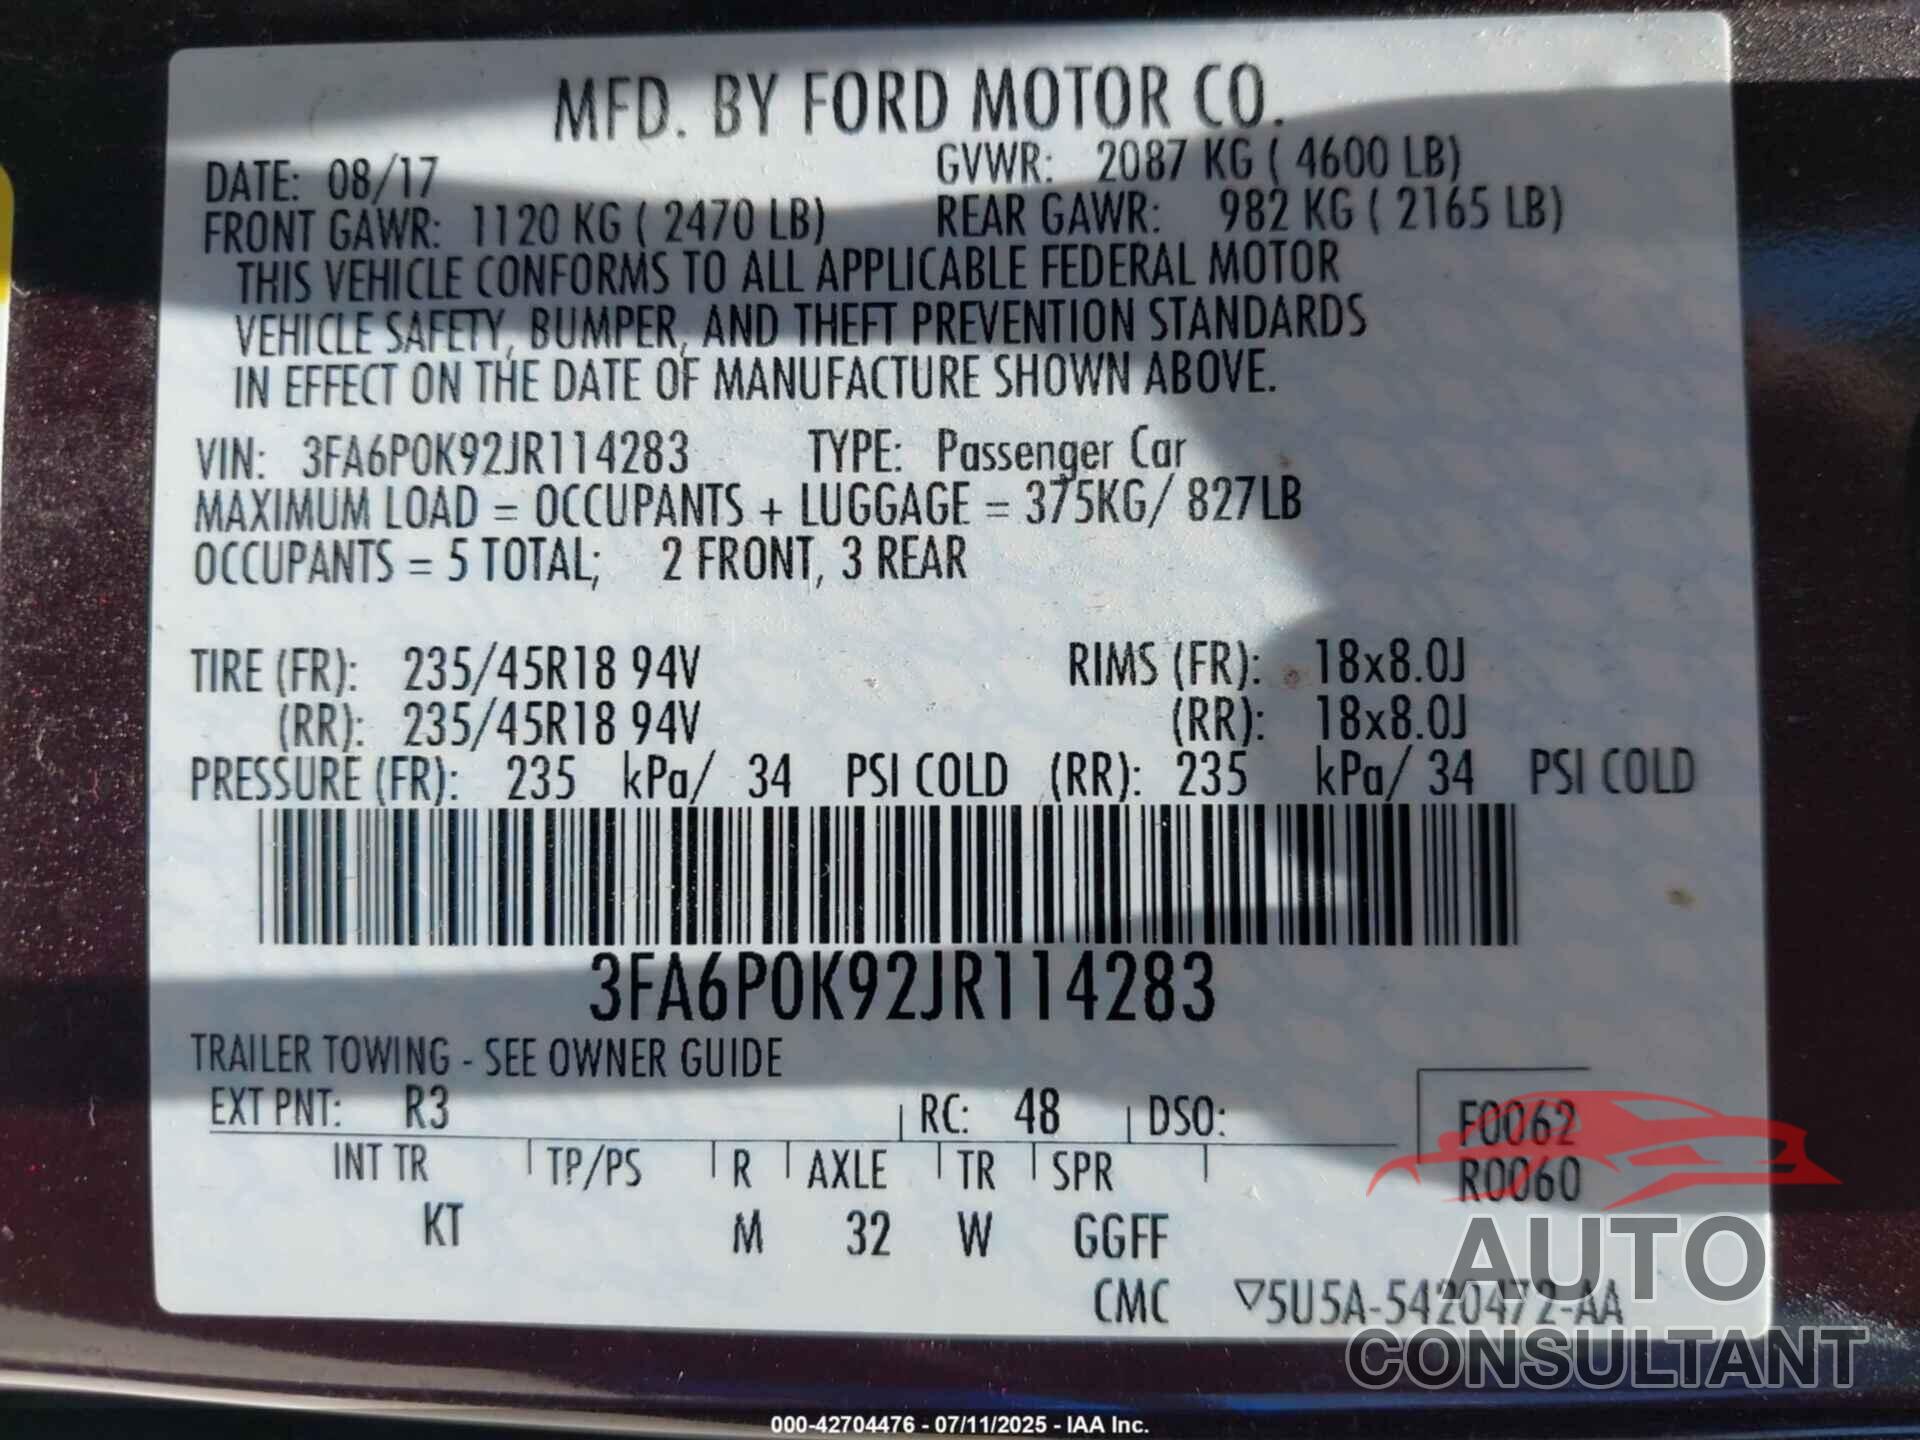 MFD. BY FORD MOTOR CO.
DATE: 08/17 GVWR: 2087 KG ( 4600 LB)
FRONT GAWR: 1120 KG ( 2470 LB) REAR GAWR: 982 KG ( 2165 LB)
THIS VEHICLE CONFORMS TO ALL APPLICABLE FEDERAL MOTOR
VEHICLE SAFETY, BUMPER, AND THEFT PREVENTION STANDARDS
IN EFFECT ON THE DATE OF MANUFACTURE SHOWN ABOVE.
VIN: 3FA6P0K92JR114283 TYPE: Passenger Car
MAXIMUM LOAD = OCCUPANTS + LUGGAGE = 375KG/ 827LB
OCCUPANTS = 5 TOTAL; 2 FRONT, 3 REAR
TIRE (FR): 235/45R18 94V RIMS (FR): 18x8.0J
(RR): 235/45R18 94V (RR): 18x8.0J
PRESSURE (FR): 235 kPa/ 34 PSI COLD (RR): 235 kPa/ 34 PSI COLD
3FA6P0K92JR114283
TRAILER TOWING - SEE OWNER GUIDE
EXT PNT: R3 RC: 48 DSO: F0062
INT TR TP/PS R AXLE TR SPR R0060
KT M 32 W GGFF
CMC ▽5U5A-5420472-AA
AUTO
CONSULTANT
000-42704476 - 07/11/2025 - IAA Inc.